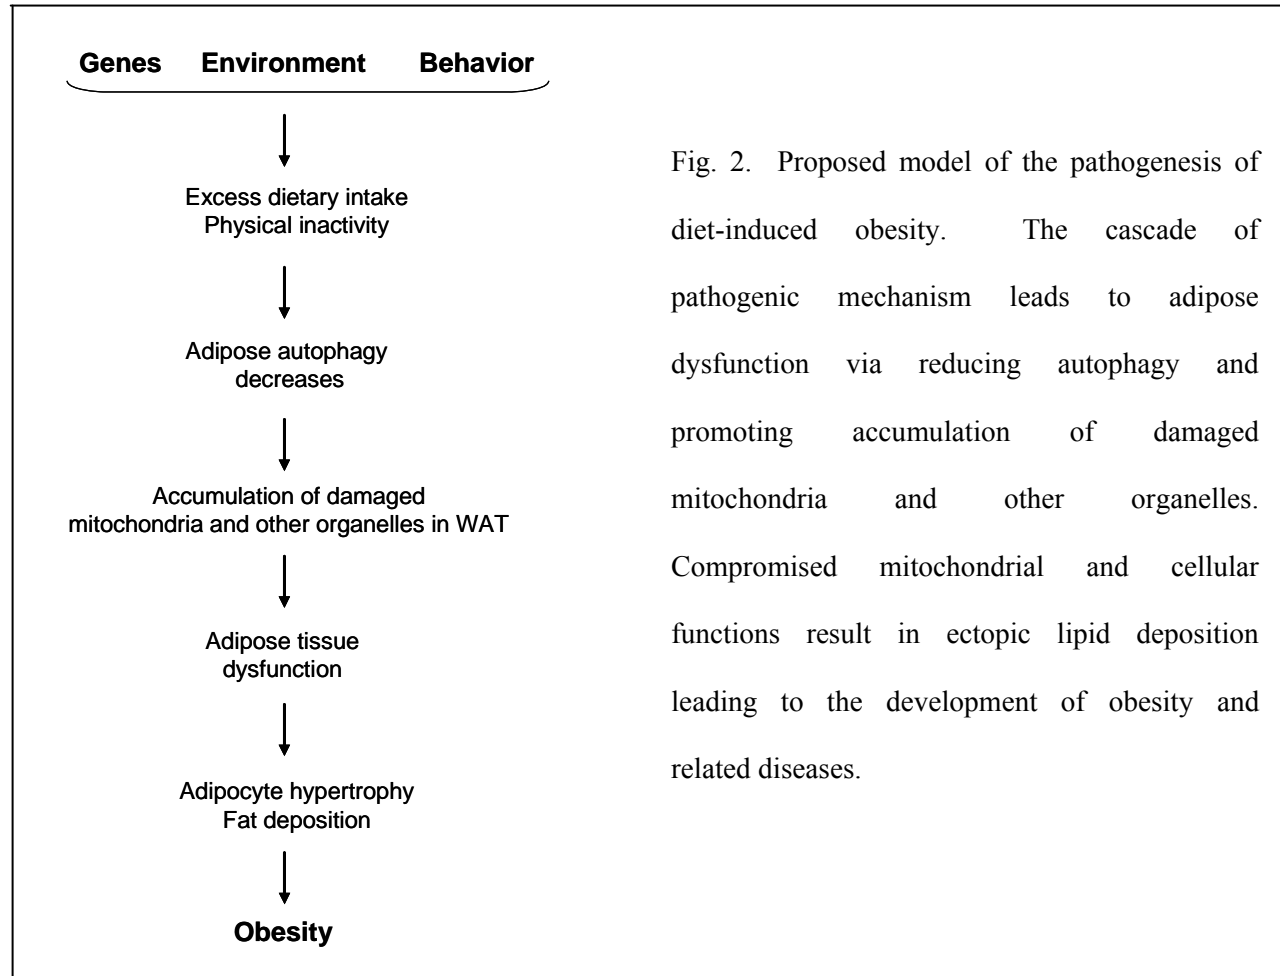 Genes Environment Behavior
Excess dietary intake
Physical inactivity
Adipose autophagy
decreases
Accumulation of damaged
mitochondria and other organelles in WAT
Adipose tissue
dysfunction
Adipocyte hypertrophy
Fat deposition
Obesity
Fig. 2. Proposed model of the pathogenesis of
diet-induced obesity. The cascade of
pathogenic mechanism leads to adipose
dysfunction via reducing autophagy and
promoting accumulation of damaged
mitochondria and other organelles.
Compromised mitochondrial and cellular
functions result in ectopic lipid deposition
leading to the development of obesity and
related diseases.